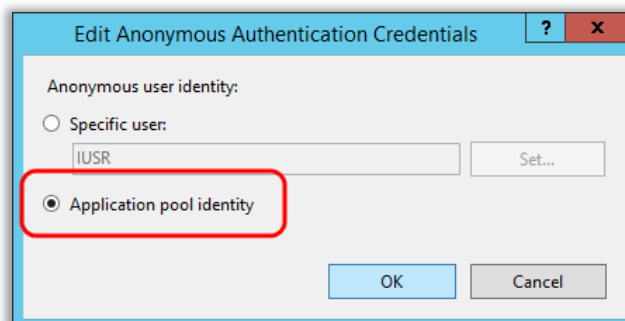 Edit Anonymous Authentication Credentials
? x
Anonymous user identity:
Specific user:
IUSR
Set...
Application pool identity
OK
Cancel